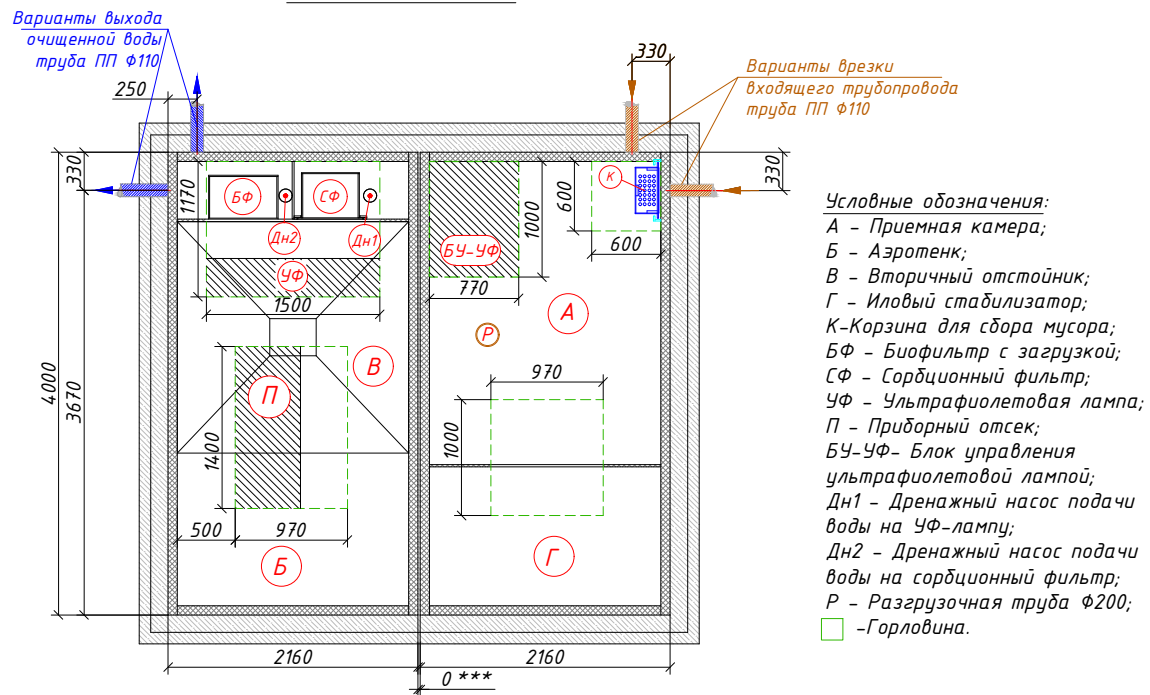 Варианты выхода
очищенной воды
труба ПП Ф110
250
330
Варианты врезки
входящего трубопровода
труба ПП Ф110
330
330
4000
3670
1170
БФ
СФ
Дн2
Дн1
УФ
1500
БУ-УФ
1000
770
К
600
600
А
Р
В
П
1400
500
970
Б
970
1000
Г
2160
2160
0 ***
Условные обозначения:
А - Приемная камера;
Б - Аэротенк;
В - Вторичный отстойник;
Г - Иловый стабилизатор;
К-Корзина для сбора мусора;
БФ - Биофильтр с загрузкой;
СФ - Сорбционный фильтр;
УФ - Ультрафиолетовая лампа;
П - Приборный отсек;
БУ-УФ- Блок управления
ультрафиолетовой лампой;
Дн1 - Дренажный насос подачи
воды на УФ-лампу;
Дн2 - Дренажный насос подачи
воды на сорбционный фильтр;
Р - Разгрузочная труба Ф200;
-Горловина.